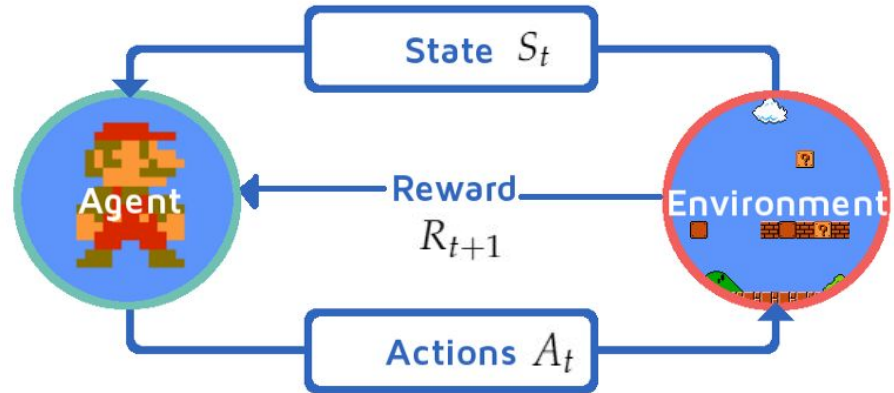 State S_t
Agent
Reward
R_{t+1}
Environment
?
?
Actions A_t